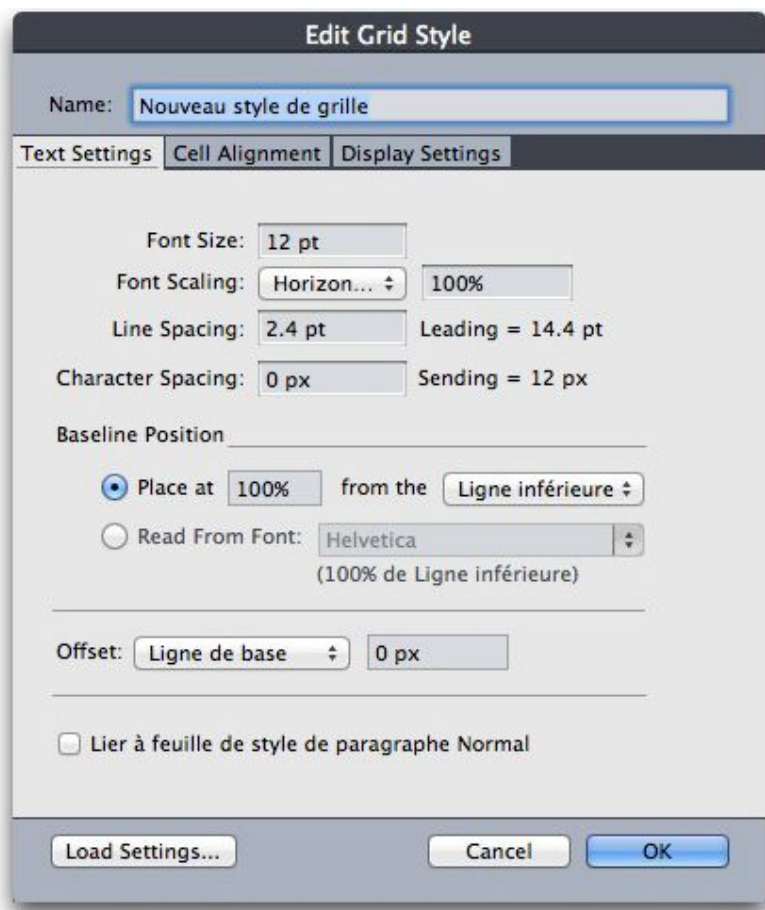 Edit Grid Style
Name: Nouveau style de grille
Text Settings Cell Alignment Display Settings
Font Size: 12 pt
Font Scaling: Horizon... 100%
Line Spacing: 2.4 pt Leading = 14.4 pt
Character Spacing: 0 px Sending = 12 px
Baseline Position
Place at 100% from the Ligne inférieure
Read From Font: Helvetica
(100% de Ligne inférieure)
Offset: Ligne de base 0 px
Lier à feuille de style de paragraphe Normal
Load Settings... Cancel OK